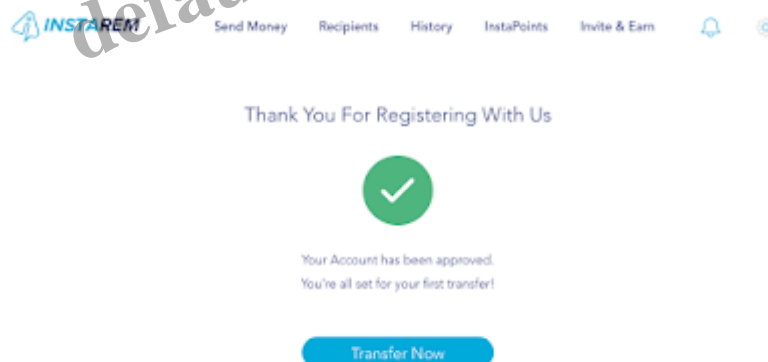 INSTAREM Send Money Recipients History InstaPoints Invite & Earn
Thank You For Registering With Us
Your Account has been approved.
You're all set for your first transfer!
Transfer Now